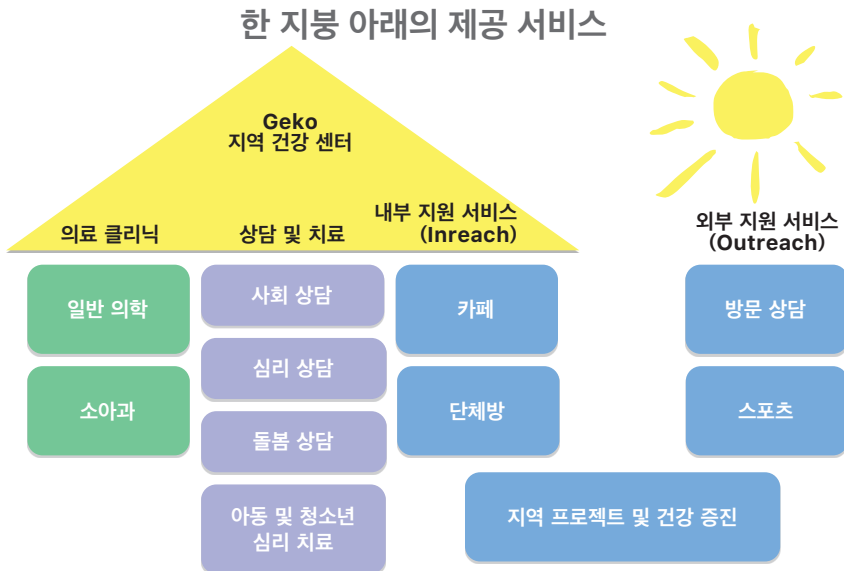 한 지붕 아래의 제공 서비스
Geko
지역 건강 센터
의료 클리닉
상담 및 치료
내부 지원 서비스
(Inreach)
외부 지원 서비스
(Outreach)
일반 의학
소아과
사회 상담
심리 상담
돌봄 상담
아동 및 청소년
심리 치료
카페
단체방
방문 상담
스포츠
지역 프로젝트 및 건강 증진